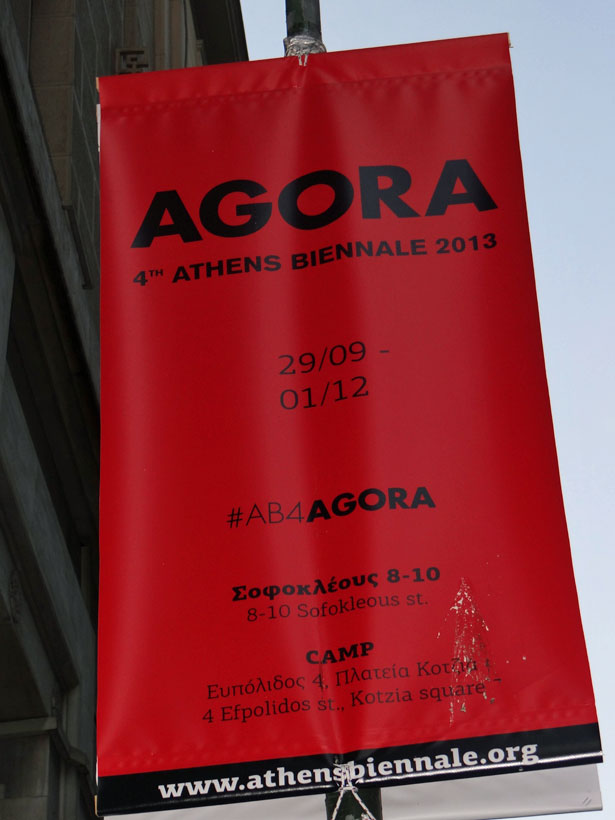 AGORA
4TH ATHENS BIENNALE 2013
29/09 -
01/12
#AB4AGORA
Σοφοκλέους 8-10
8-10 Sofokleous st.
CAMP
Ευπόλιδος 4, Πλατεία Κοτζιά
4 Efpolidos st., Kotzia square
www.athensbiennale.org